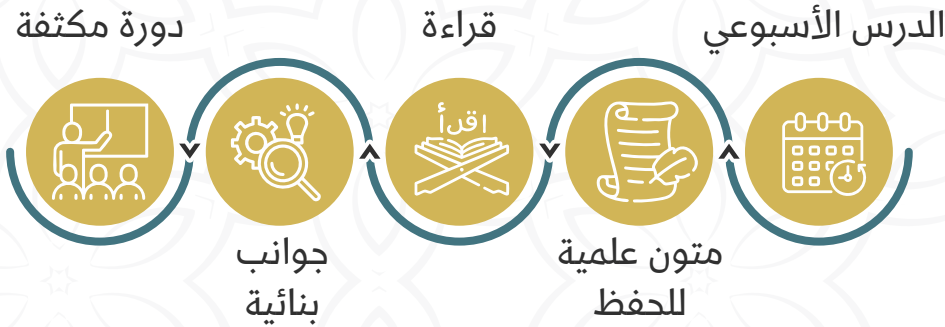 الدرس الأسبوعي
متون علمية
للحفظ
قراءة
اقرأ
جوانب
بنائية
دورة مكثفة